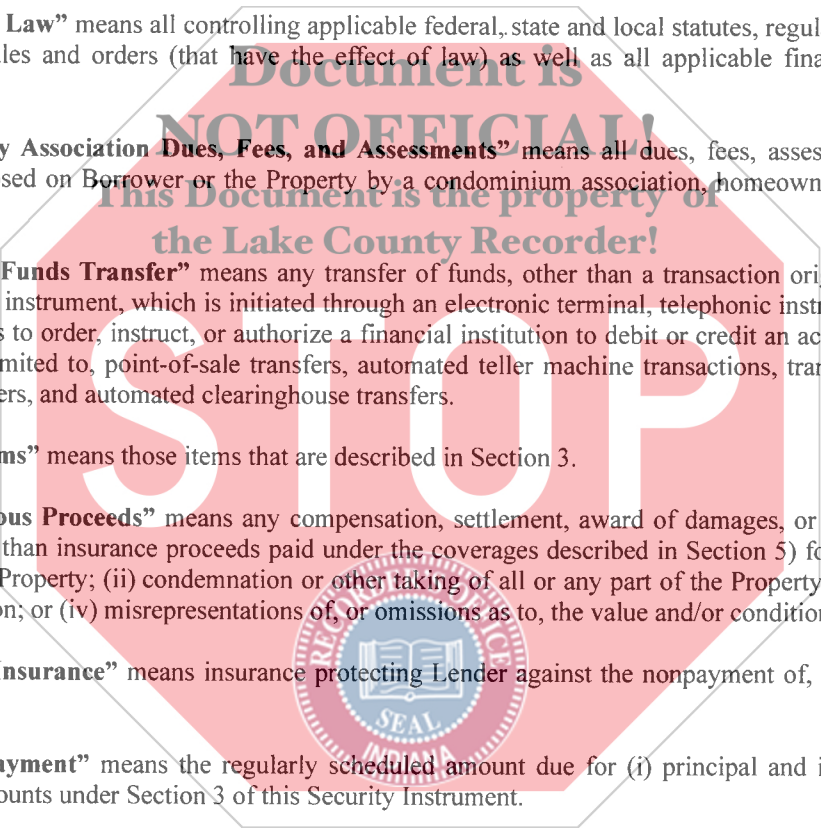 Law” means all controlling applicable federal, state and local statutes, regul
les and orders (that have the effect of law) as well as all applicable fina
Document is
NOT OFFICIAL!
y Association Dues, Fees, and Assessments” means all dues, fees, asses
sed on Borrower or the Property by a condominium association, homeown
This Document is the property of
the Lake County Recorder!
Funds Transfer” means any transfer of funds, other than a transaction ori
instrument, which is initiated through an electronic terminal, telephonic instr
s to order, instruct, or authorize a financial institution to debit or credit an ac
mited to, point-of-sale transfers, automated teller machine transactions, tran
ers, and automated clearinghouse transfers.
STOP
ms” means those items that are described in Section 3.
ous Proceeds” means any compensation, settlement, award of damages, or
than insurance proceeds paid under the coverages described in Section 5) fo
Property; (ii) condemnation or other taking of all or any part of the Property
on; or (iv) misrepresentations of, or omissions as to, the value and/or condition
RECORDER'S OFFICE
Insurance” means insurance protecting Lender against the nonpayment of,
SEAL
INDIANA
ayment” means the regularly scheduled amount due for (i) principal and i
ounts under Section 3 of this Security Instrument.